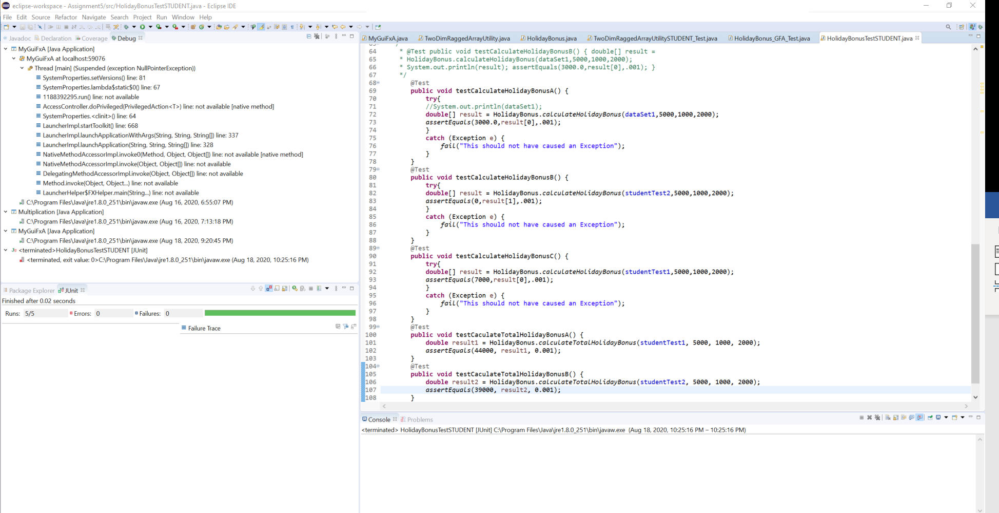 eclipse-workspace - Assignment5/src/HolidayBonusTestSTUDENT.java - Eclipse IDE
File Edit Source Refactor Navigate Search Project Run Window Help
Javadoc Declaration Coverage Debug
MyGuiFxA [Java Application]
MyGuiFxA at localhost:59076
Thread [main] (Suspended (exception NullPointerException))
SystemProperties.setVersions() line: 81
SystemProperties.lambda$static$0() line: 67
1188392295.run() line: not available
AccessController.doPrivileged(PrivilegedAction<T>) line: not available [native method]
SystemProperties.<clinit>() line: 64
LauncherImpl.startToolkit() line: 668
LauncherImpl.launchApplicationWithArgs(String, String, String[]) line: 337
LauncherImpl.launchApplication(String, String, String[]) line: 328
NativeMethodAccessorImpl.invoke0(Method, Object, Object[]) line: not available [native method]
NativeMethodAccessorImpl.invoke(Object, Object[]) line: not available
DelegatingMethodAccessorImpl.invoke(Object, Object[]) line: not available
Method.invoke(Object, Object...) line: not available
LauncherHelper$FXHelper.main(String...) line: not available
C:\Program Files\Java\jre1.8.0_251\bin\javaw.exe (Aug 16, 2020, 6:55:07 PM)
Multiplication [Java Application]
C:\Program Files\Java\jre1.8.0_251\bin\javaw.exe (Aug 16, 2020, 7:13:18 PM)
MyGuiFxA [Java Application]
C:\Program Files\Java\jre1.8.0_251\bin\javaw.exe (Aug 18, 2020, 9:20:45 PM)
Ju <terminated>HolidayBonusTestSTUDENT [JUnit]
<terminated, exit value: 0>C:\Program Files\Java\jre1.8.0_251\bin\javaw.exe (Aug 18, 2020, 10:25:16 PM)
Package Explorer JUnit
Finished after 0.02 seconds
Runs: 5/5 Errors: 0 Failures: 0
Failure Trace
MyGuiFxA.java TwoDimRaggedArrayUtility.java HolidayBonus.java TwoDimRaggedArrayUtilitySTUDENT_Test.java HolidayBonus_GFA_Test.java HolidayBonusTestSTUDENT.java
64 * @Test public void testCalculateHolidayBonusB() { double[] result =
65 * HolidayBonus.calculateHolidayBonus(dataSet1,5000,1000,2000);
66 * System.out.println(result); assertEquals(3000.0,result[0],.001); }
67 */
68 @Test
69 public void testCalculateHolidayBonusA() {
70 try{
71 //System.out.println(dataSet1);
72 double[] result = HolidayBonus.calculateHolidayBonus(dataSet1,5000,1000,2000);
73 assertEquals(3000.0,result[0],.001);
74 }
75 catch (Exception e) {
76 fail("This should not have caused an Exception");
77 }
78 }
79 @Test
80 public void testCalculateHolidayBonusB() {
81 try{
82 double[] result = HolidayBonus.calculateHolidayBonus(studentTest2,5000,1000,2000);
83 assertEquals(0,result[1],.001);
84 }
85 catch (Exception e) {
86 fail("This should not have caused an Exception");
87 }
88 }
89 @Test
90 public void testCalculateHolidayBonusC() {
91 try{
92 double[] result = HolidayBonus.calculateHolidayBonus(studentTest1,5000,1000,2000);
93 assertEquals(7000,result[0],.001);
94 }
95 catch (Exception e) {
96 fail("This should not have caused an Exception");
97 }
98 }
99 @Test
100 public void testCaculateTotalHolidayBonusA() {
101 double result1 = HolidayBonus.calculateTotalHolidayBonus(studentTest1, 5000, 1000, 2000);
102 assertEquals(44000, result1, 0.001);
103 }
104 @Test
105 public void testCaculateTotalHolidayBonusB() {
106 double result2 = HolidayBonus.calculateTotalHolidayBonus(studentTest2, 5000, 1000, 2000);
107 assertEquals(39000, result2, 0.001);
108 }
Console Problems
<terminated> HolidayBonusTestSTUDENT [JUnit] C:\Program Files\Java\jre1.8.0_251\bin\javaw.exe (Aug 18, 2020, 10:25:16 PM – 10:25:16 PM)